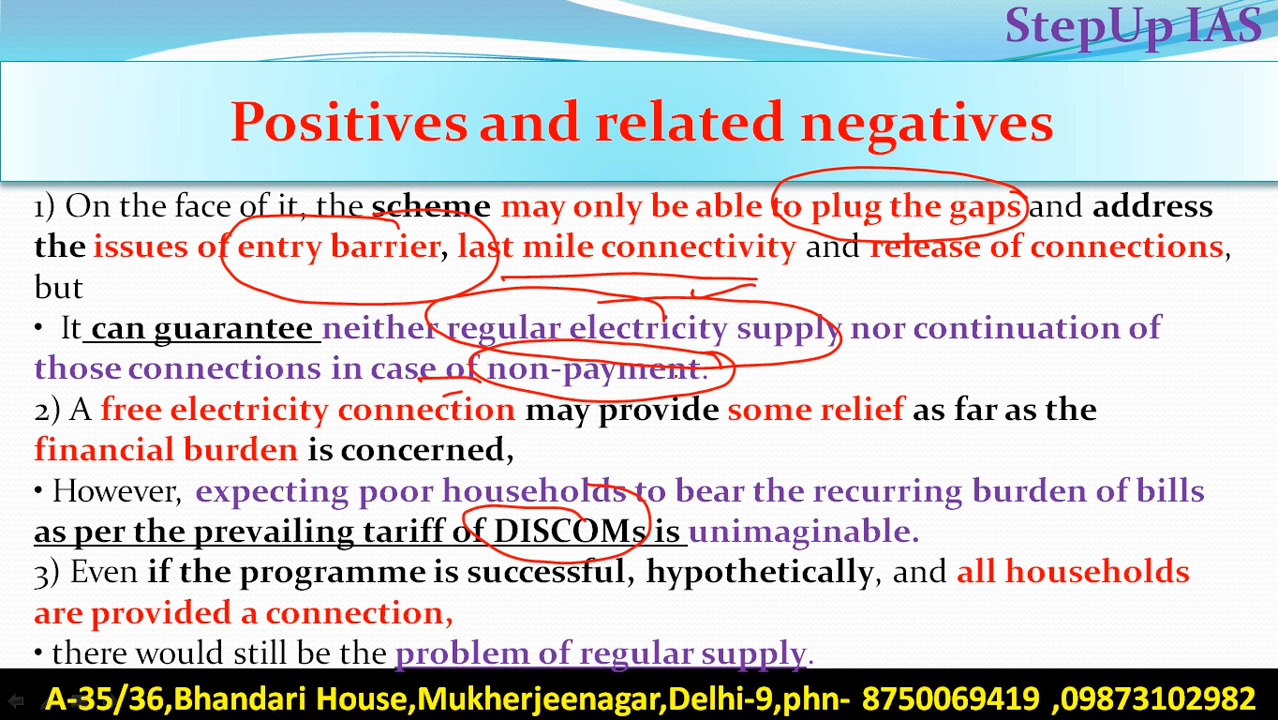 StepUp IAS
Positives and related negatives
1) On the face of it, the scheme may only be able to plug the gaps and address
the issues of entry barrier, last mile connectivity and release of connections,
but
• It can guarantee neither regular electricity supply nor continuation of
those connections in case of non-payment.
2) A free electricity connection may provide some relief as far as the
financial burden is concerned,
• However, expecting poor households to bear the recurring burden of bills
as per the prevailing tariff of DISCOMs is unimaginable.
3) Even if the programme is successful, hypothetically, and all households
are provided a connection,
• there would still be the problem of regular supply.
A-35/36,Bhandari House,Mukherjeenagar,Delhi-9,phn- 8750069419 ,09873102982